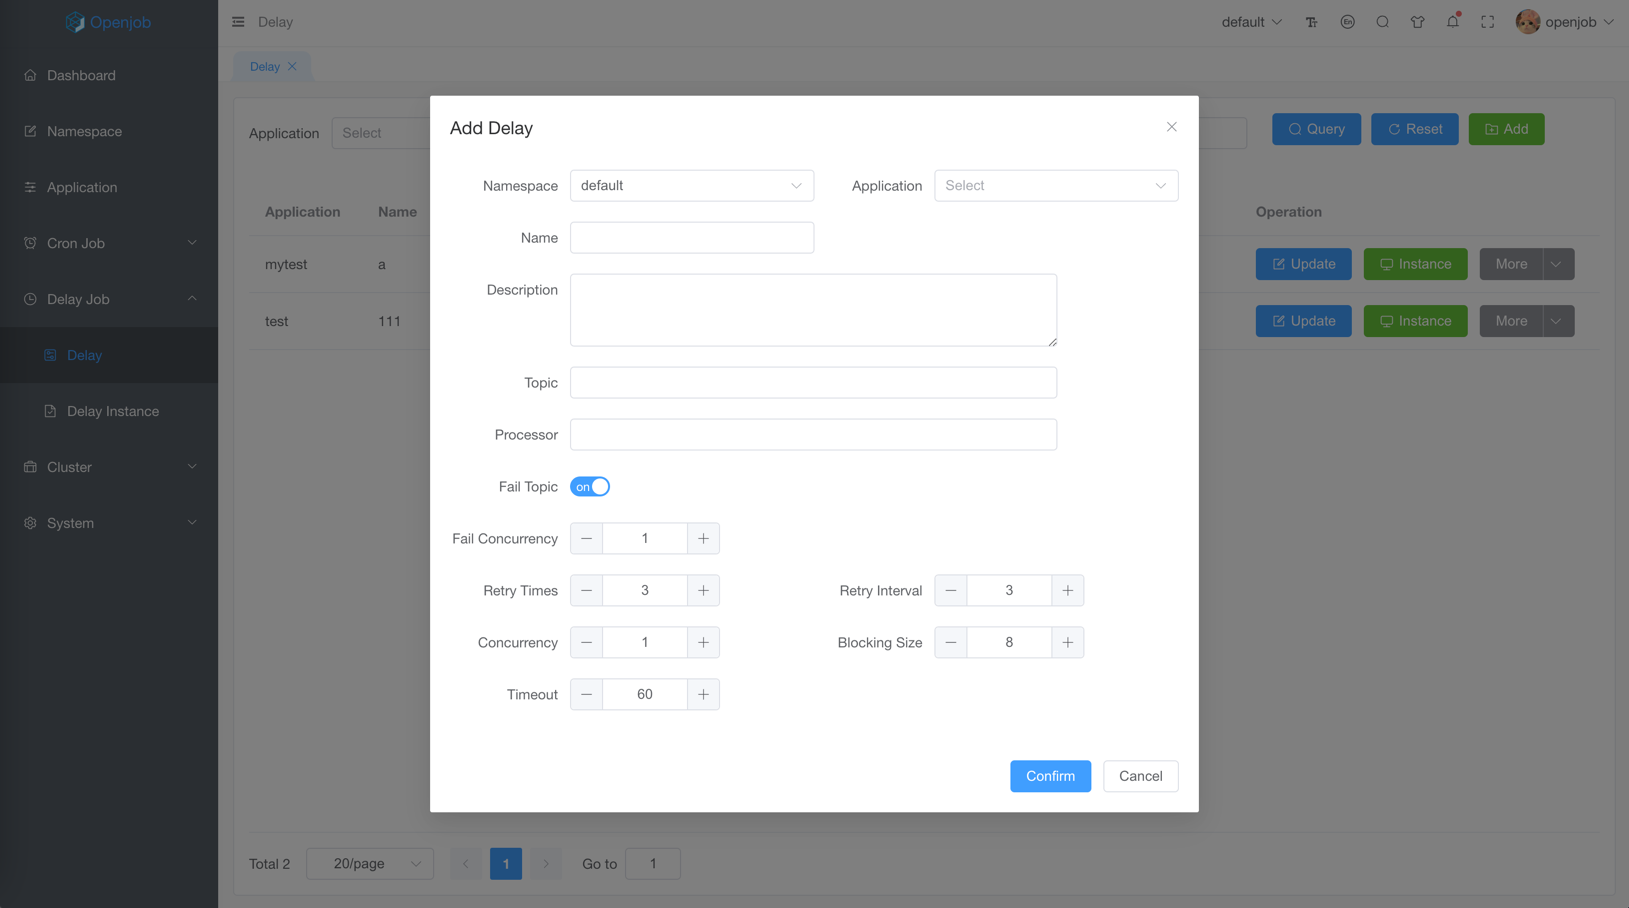 Openjob
Delay
default
En
openjob
Delay
Dashboard
Namespace
Application
Cron Job
Delay Job
Delay
Delay Instance
Cluster
System
Application
Select
Query
Reset
Add
Application
Name
Operation
mytest
a
Update
Instance
More
test
111
Update
Instance
More
Add Delay
Namespace
default
Application
Select
Name
Description
Topic
Processor
Fail Topic
on
Fail Concurrency
1
Retry Times
3
Retry Interval
3
Concurrency
1
Blocking Size
8
Timeout
60
Confirm
Cancel
Total 2
20/page
1
Go to
1